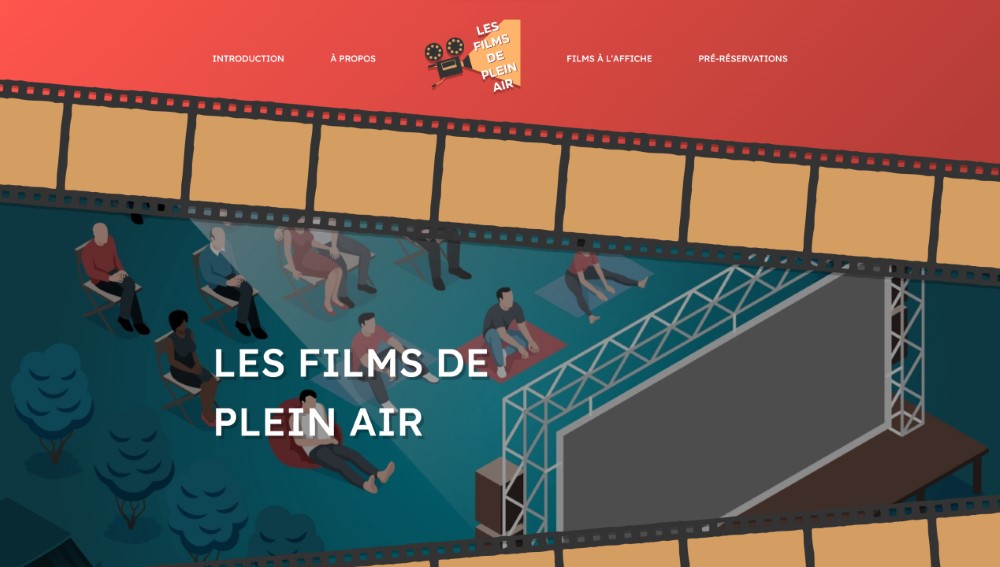 INTRODUCTION
À PROPOS
LES
FILMS
DE
PLEIN
AIR
FILMS À L'AFFICHE
PRÉ-RÉSERVATIONS
LES FILMS DE
PLEIN AIR